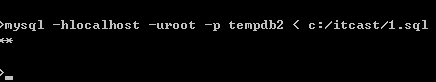 >mysql -hlocalhost -uroot -p tempdb2 < c:/itcast/1.sql
**
>_